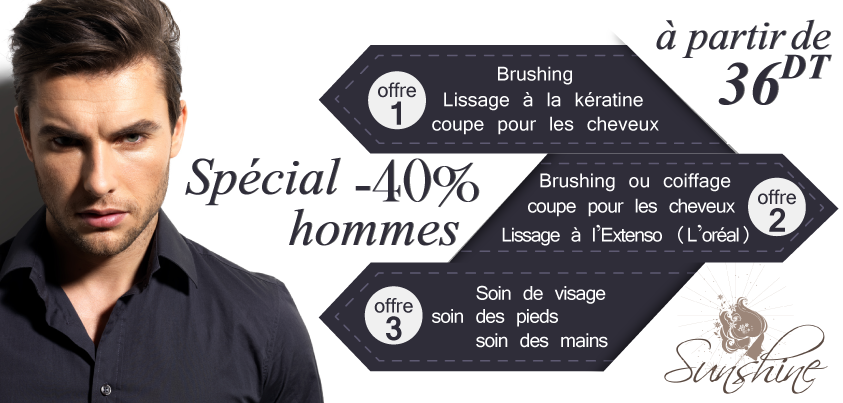 à partir de
36DT
offre
1
Brushing
Lissage à la kératine
coupe pour les cheveux
Spécial -40%
hommes
Brushing ou coiffage
coupe pour les cheveux
Lissage à l'Extenso (L'oréal)
offre
2
offre
3
Soin de visage
soin des pieds
soin des mains
Sunshine